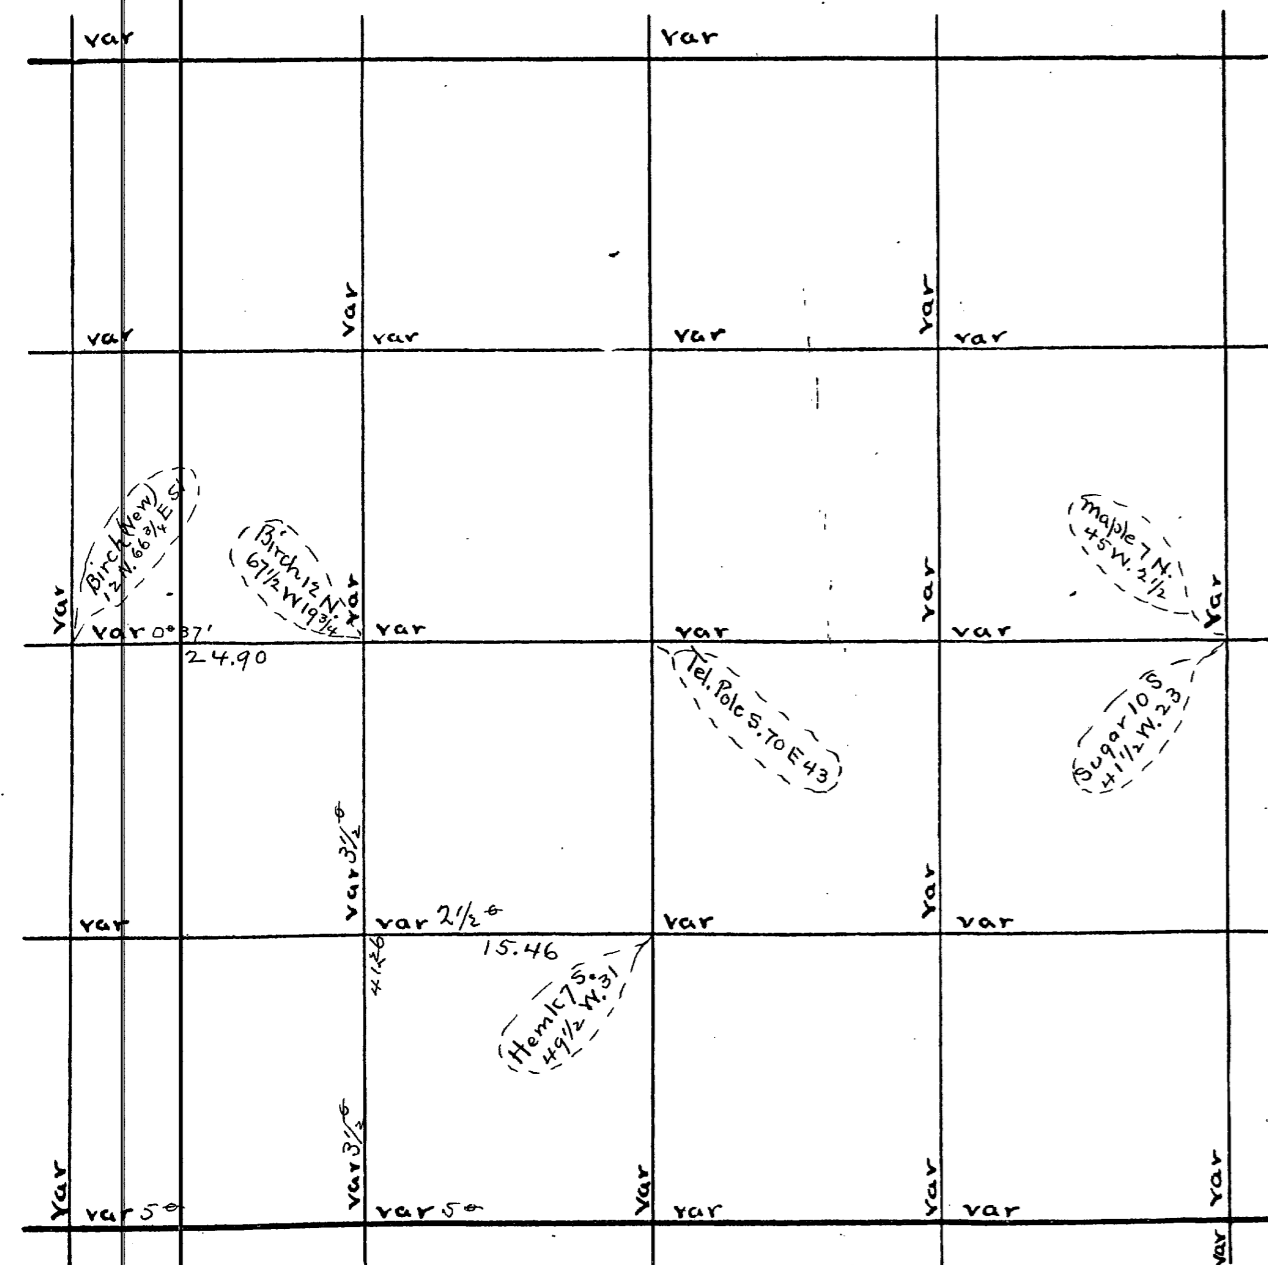 var
var
var
var
var
var
var
var
var
Birch (New)
12 N. 66 3/4 E 51
Birch 12 N.
67 1/2 W 19 3/4
maple 7 N.
45 W. 21/2
var
var
var
var
var 0° 37'
var
var
var
24.90
Tel. Pole S. 70 E 43
Sugar 10 S
41 1/2 W. 23
var 3 1/2 °
var
var
var 2 1/2 °
var
var
15.46
Hemlc 7 S.
49 1/2 W. 31
var
var 3 1/2 °
var
var
var
var 5 °
var 5 °
var
var
var